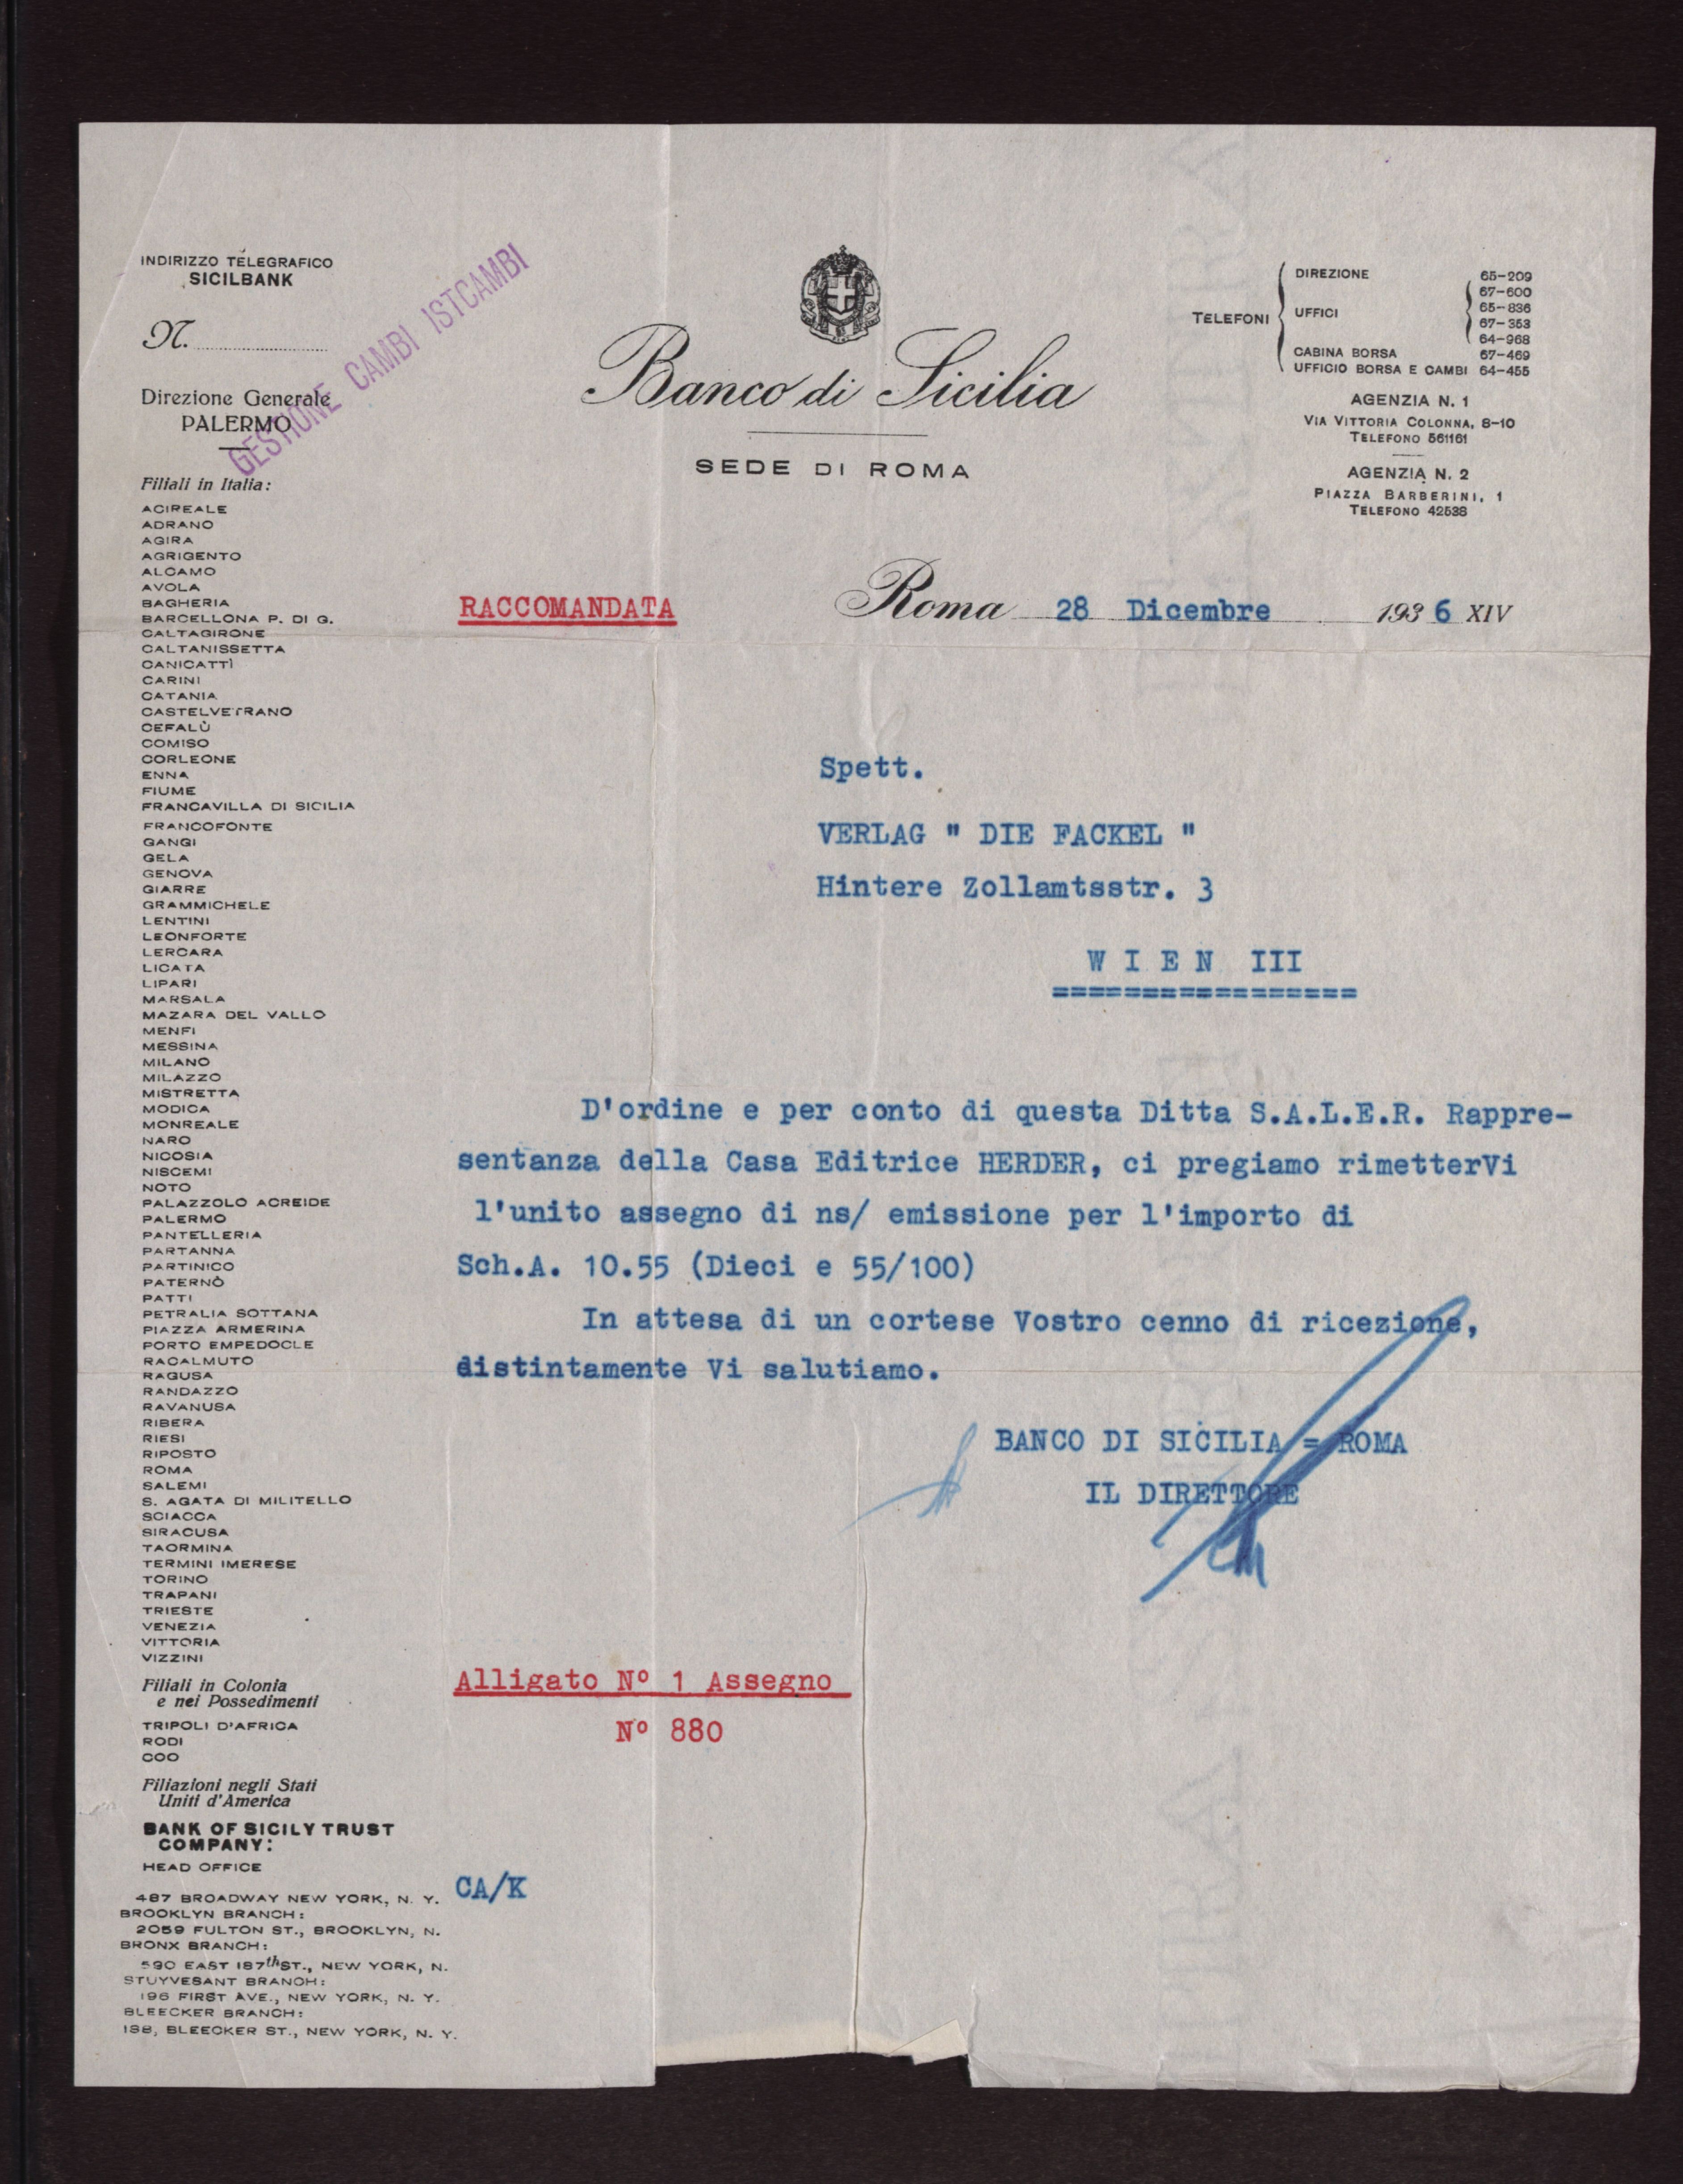 INDIRIZZO TELEGRAFICO
SICILBANK
N.
Direzione Generale
PALERMO
GESTIONE CAMBI ISTCAMBI
Banco di Sicilia
SEDE DI ROMA
TELEFONI
DIREZIONE 65-209
UFFICI
67-600
65-836
67-353
64-968
CABINA BORSA 67-469
UFFICIO BORSA E CAMBI 64-455
AGENZIA N. 1
VIA VITTORIA COLONNA, 8-10
TELEFONO 561161
AGENZIA N. 2
PIAZZA BARBERINI, 1
TELEFONO 42538
Filiali in Italia:
ACIREALE
ADRANO
AGIRA
AGRIGENTO
ALCAMO
AVOLA
BAGHERIA
BARCELLONA P. DI G.
CALTAGIRONE
CALTANISSETTA
CANICATTÌ
CARINI
CATANIA
CASTELVETRANO
CEFALÙ
COMISO
CORLEONE
ENNA
FIUME
FRANCAVILLA DI SICILIA
FRANCOFONTE
GANGI
GELA
GENOVA
GIARRE
GRAMMICHELE
LENTINI
LEONFORTE
LERCARA
LICATA
LIPARI
MARSALA
MAZARA DEL VALLO
MENFI
MESSINA
MILANO
MILAZZO
MISTRETTA
MODICA
MONREALE
NARO
NICOSIA
NISCEMI
NOTO
PALAZZOLO ACREIDE
PALERMO
PANTELLERIA
PARTANNA
PARTINICO
PATERNÒ
PATTI
PETRALIA SOTTANA
PIAZZA ARMERINA
PORTO EMPEDOCLE
RACALMUTO
RAGUSA
RANDAZZO
RAVANUSA
RIBERA
RIESI
RIPOSTO
ROMA
SALEMI
S. AGATA DI MILITELLO
SCIACCA
SIRACUSA
TAORMINA
TERMINI IMERESE
TORINO
TRAPANI
TRIESTE
VENEZIA
VITTORIA
VIZZINI
Filiali in Colonia
e nei Possedimenti
TRIPOLI D'AFRICA
RODI
COO
Filiazioni negli Stati
Uniti d'America
BANK OF SICILY TRUST
COMPANY:
HEAD OFFICE
487 BROADWAY NEW YORK, N. Y.
BROOKLYN BRANCH:
2059 FULTON ST., BROOKLYN, N.
BRONX BRANCH:
590 EAST 187th ST., NEW YORK, N.
STUYVESANT BRANCH:
196 FIRST AVE., NEW YORK, N. Y.
BLEECKER BRANCH:
188, BLEECKER ST., NEW YORK, N. Y.
RACCOMANDATA
Roma 28 Dicembre 1936 XIV
Spett.
VERLAG " DIE FACKEL "
Hintere Zollamtsstr. 3
W I E N III
=================
D'ordine e per conto di questa Ditta S.A.L.E.R. Rappre-
sentanza della Casa Editrice HERDER, ci pregiamo rimetterVi
l'unito assegno di ns/ emissione per l'importo di
Sch.A. 10.55 (Dieci e 55/100)
In attesa di un cortese Vostro cenno di ricezione,
distintamente Vi salutiamo.
BANCO DI SICILIA = ROMA
IL DIRETTORE
Alligato Nº 1 Assegno
Nº 880
CA/K